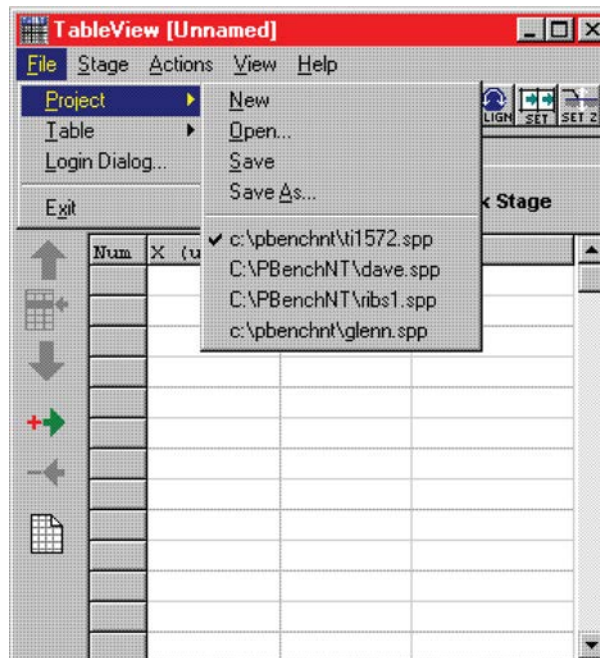 TableView [Unnamed]
File Stage Actions View Help
Project
Table
Login Dialog...
Exit
New
Open...
Save
Save As...
c:\pbenchnt\ti1572.spp
C:\PBenchNT\dave.spp
C:\PBenchNT\ribs1.spp
c:\pbenchnt\glenn.spp
LIGN SET SET Z
k Stage
Num X (u